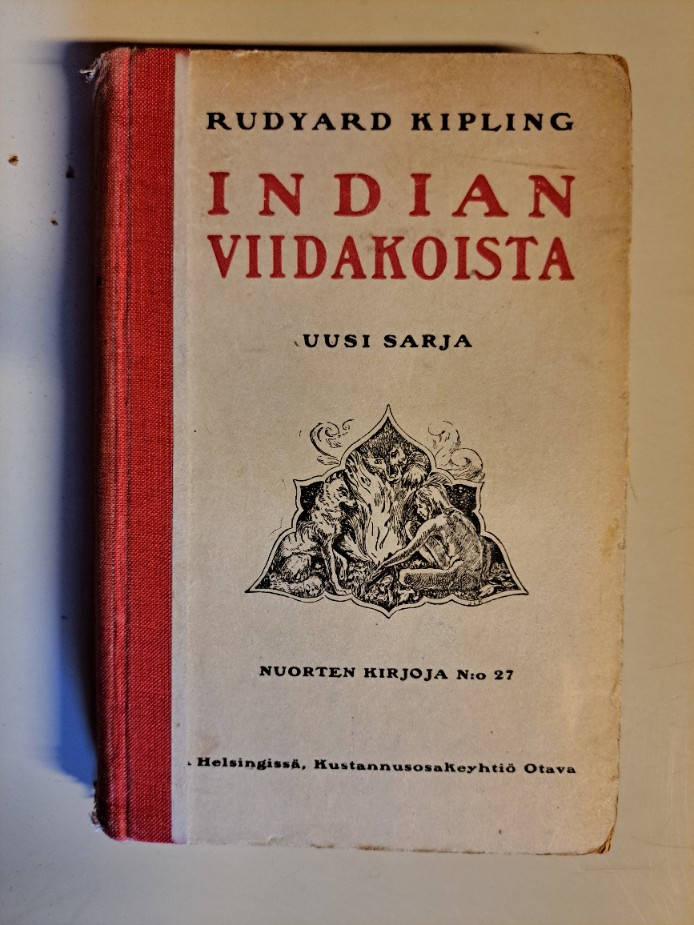 RUDYARD KIPLING
INDIAN
VIIDAKOISTA
UUSI SARJA
NUORTEN KIRJOJA N:o 27
Helsingissä, Kustannusosakeyhtiö Otava